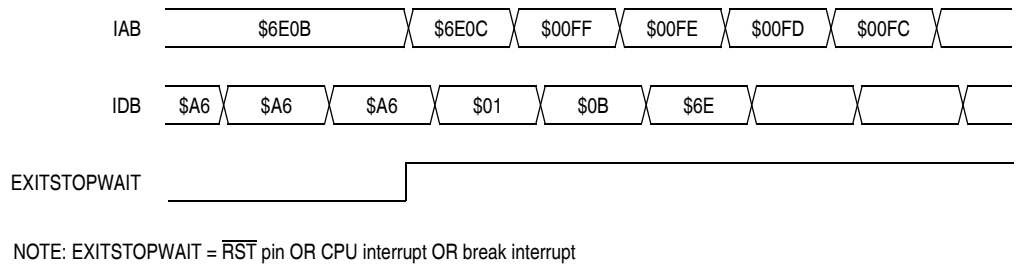 IAB $6E0B $6E0C $00FF $00FE $00FD $00FC
IDB $A6 $A6 $A6 $01 $0B $6E
EXITSTOPWAIT
NOTE: EXITSTOPWAIT = R̅S̅T̅ pin OR CPU interrupt OR break interrupt